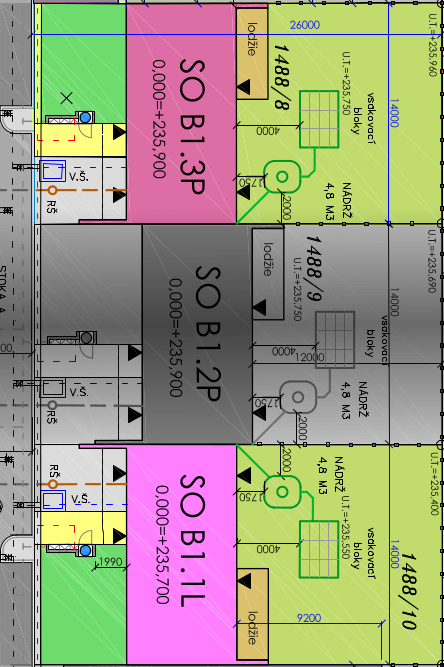 26000
U.T.=+235,960
lodžie
1488/8
U.T.=+235,750
vsakovací
bloky
14000
4000
SO B1.3P
0,000=+235,900
1750
2000
NÁDRŽ
4,8 M3
V.Š.
RŠ
lodžie
1488/9
U.T.=+235,750
U.T.=+235,690
14000
vsakovací
bloky
4000
12000
SO B1.2P
0,000=+235,900
1750
2000
NÁDRŽ
4,8 M3
V.Š.
RŠ
STOKA A
2000
NÁDRŽ
4,8 M3
1750
U.T.=+235,550
U.T.=+235,400
RŠ
V.Š.
SO B1.1L
0,000=+235,700
4000
vsakovací
bloky
14000
1488/10
1990
lodžie
9200